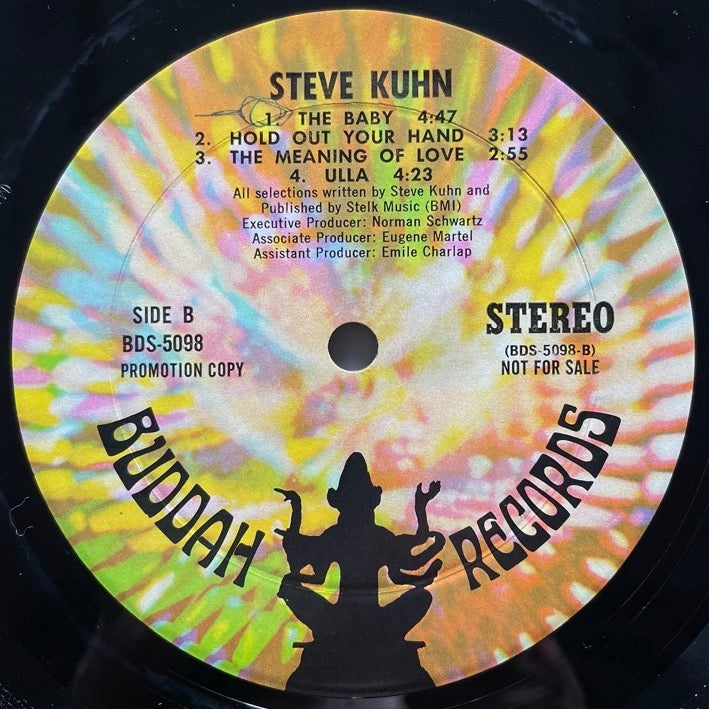 STEVE KUHN
1. THE BABY 4:47
2. HOLD OUT YOUR HAND 3:13
3. THE MEANING OF LOVE 2:55
4. ULLA 4:23
All selections written by Steve Kuhn and
Published by Stelk Music (BMI)
Executive Producer: Norman Schwartz
Associate Producer: Eugene Martel
Assistant Producer: Emile Charlap
SIDE B
BDS-5098
PROMOTION COPY
STEREO
(BDS-5098-B)
NOT FOR SALE
BUDDAH RECORDS